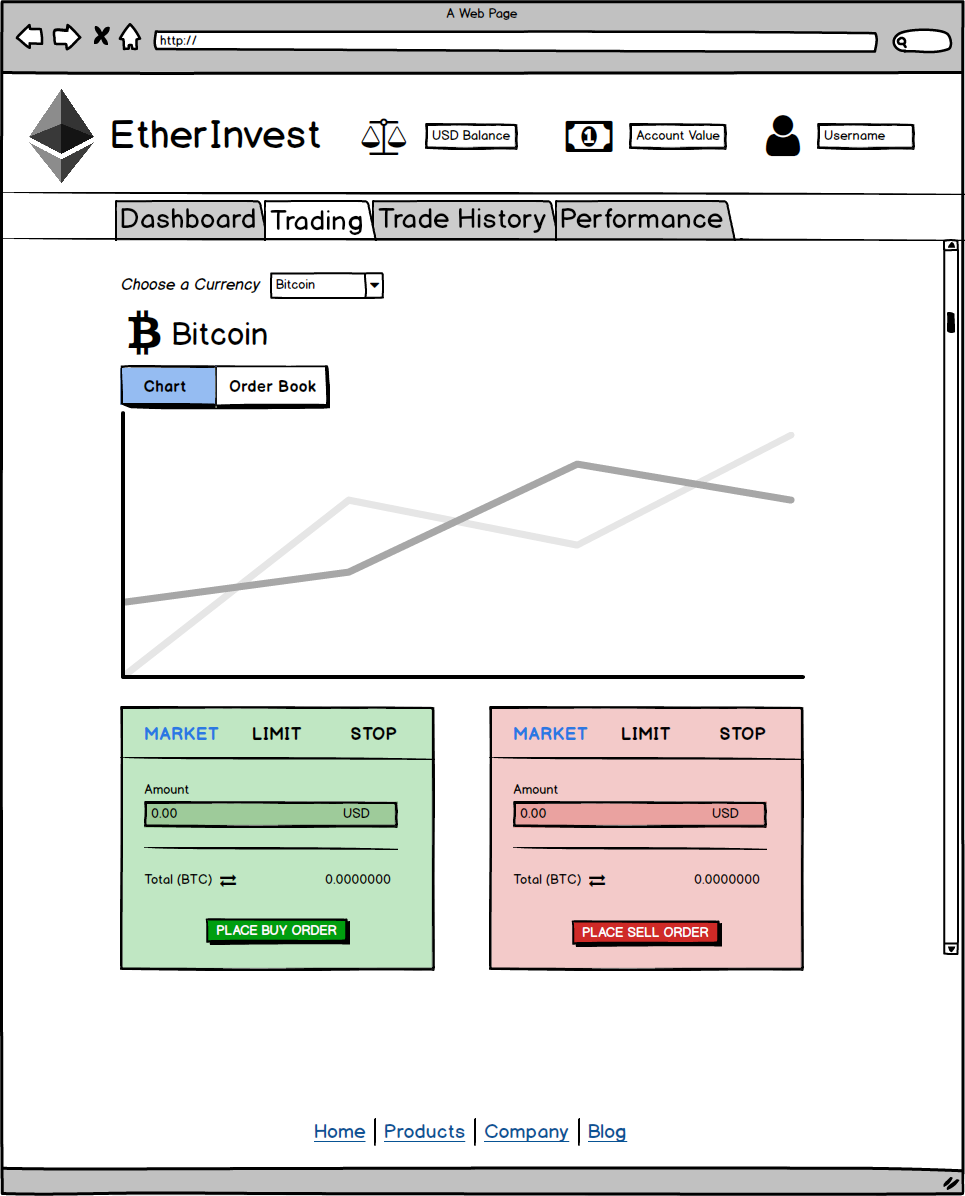 A Web Page
http://
EtherInvest
USD Balance
1
Account Value
Username
Dashboard
Trading
Trade History
Performance
Choose a Currency
Bitcoin
Bitcoin
Chart
Order Book
MARKET LIMIT STOP
Amount
0.00 USD
Total (BTC) 0.0000000
PLACE BUY ORDER
MARKET LIMIT STOP
Amount
0.00 USD
Total (BTC) 0.0000000
PLACE SELL ORDER
Home | Products | Company | Blog